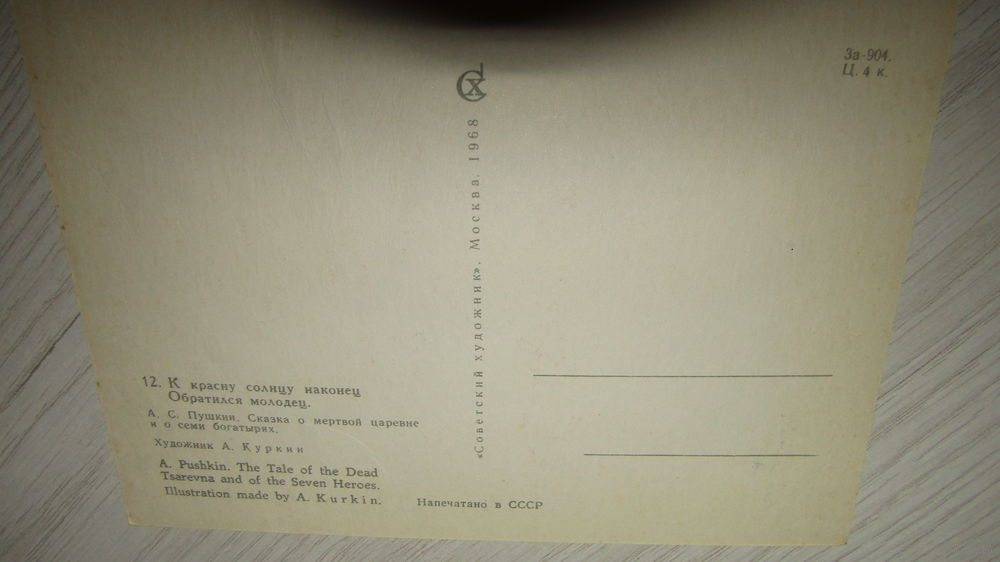 За-904.
Ц. 4 к.
СХ
«Советский художник». Москва. 1968
12. К красну солнцу наконец
Обратился молодец.
А. С. Пушкин. Сказка о мертвой царевне
и о семи богатырях.
Художник А. Куркин
A. Pushkin. The Tale of the Dead
Tsarevna and of the Seven Heroes.
Illustration made by A. Kurkin.
Напечатано в СССР